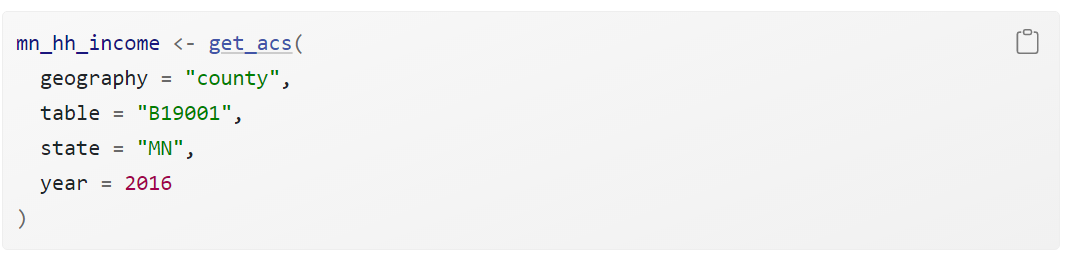 mn_hh_income <- get_acs(
  geography = "county",
  table = "B19001",
  state = "MN",
  year = 2016
)